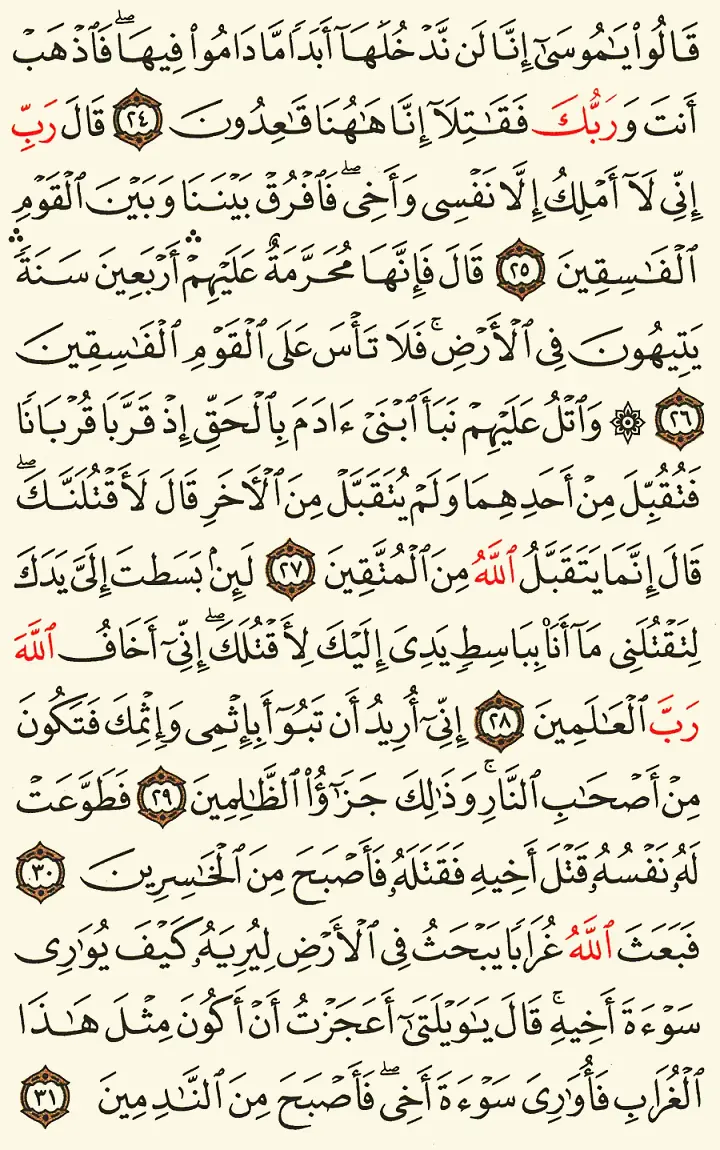 قَالُوا۟ يَـٰمُوسَىٰٓ إِنَّا لَن نَّدْخُلَهَآ أَبَدًا مَّا دَامُوا۟ فِيهَا ۖ فَٱذْهَبْ
أَنتَ وَرَبُّكَ فَقَـٰتِلَآ إِنَّا هَـٰهُنَا قَـٰعِدُونَ ٢٤ قَالَ رَبِّ
إِنِّى لَآ أَمْلِكُ إِلَّا نَفْسِى وَأَخِى ۖ فَٱفْرُقْ بَيْنَنَا وَبَيْنَ ٱلْقَوْمِ
ٱلْفَـٰسِقِينَ ٢٥ قَالَ فَإِنَّهَا مُحَرَّمَةٌ عَلَيْهِمْ ۛ أَرْبَعِينَ سَنَةً ۛ
يَتِيهُونَ فِى ٱلْأَرْضِ ۚ فَلَا تَأْسَ عَلَى ٱلْقَوْمِ ٱلْفَـٰسِقِينَ
٢٦ ۞ وَٱتْلُ عَلَيْهِمْ نَبَأَ ٱبْنَىْ ءَادَمَ بِٱلْحَقِّ إِذْ قَرَّبَا قُرْبَانًا
فَتُقُبِّلَ مِنْ أَحَدِهِمَا وَلَمْ يُتَقَبَّلْ مِنَ ٱلْـَٔاخَرِ قَالَ لَأَقْتُلَنَّكَ ۖ
قَالَ إِنَّمَا يَتَقَبَّلُ ٱللَّهُ مِنَ ٱلْمُتَّقِينَ ٢٧ لَئِنۢ بَسَطتَ إِلَىَّ يَدَكَ
لِتَقْتُلَنِى مَآ أَنَا۠ بِبَاسِطٍ يَدِىَ إِلَيْكَ لِأَقْتُلَكَ ۖ إِنِّىٓ أَخَافُ ٱللَّهَ
رَبَّ ٱلْعَـٰلَمِينَ ٢٨ إِنِّىٓ أُرِيدُ أَن تَبُوٓأَ بِإِثْمِى وَإِثْمِكَ فَتَكُونَ
مِنْ أَصْحَـٰبِ ٱلنَّارِ ۚ وَذَٰلِكَ جَزَٰٓؤُا۟ ٱلظَّـٰلِمِينَ ٢٩ فَطَوَّعَتْ
لَهُۥ نَفْسُهُۥ قَتْلَ أَخِيهِ فَقَتَلَهُۥ فَأَصْبَحَ مِنَ ٱلْخَـٰسِرِينَ ٣٠
فَبَعَثَ ٱللَّهُ غُرَابًا يَبْحَثُ فِى ٱلْأَرْضِ لِيُرِيَهُۥ كَيْفَ يُوَٰرِى
سَوْءَةَ أَخِيهِ ۚ قَالَ يَـٰوَيْلَتَىٰٓ أَعَجَزْتُ أَنْ أَكُونَ مِثْلَ هَـٰذَا
ٱلْغُرَابِ فَأُوَٰرِىَ سَوْءَةَ أَخِى ۖ فَأَصْبَحَ مِنَ ٱلنَّـٰدِمِينَ ٣١